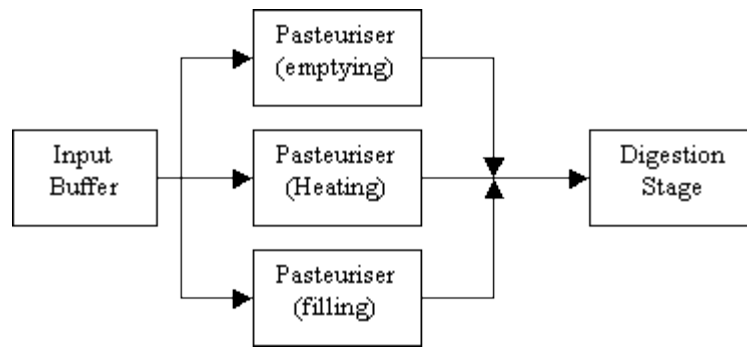 Pasteuriser
(emptying)
Input
Buffer
Pasteuriser
(Heating)
Digestion
Stage
Pasteuriser
(filling)